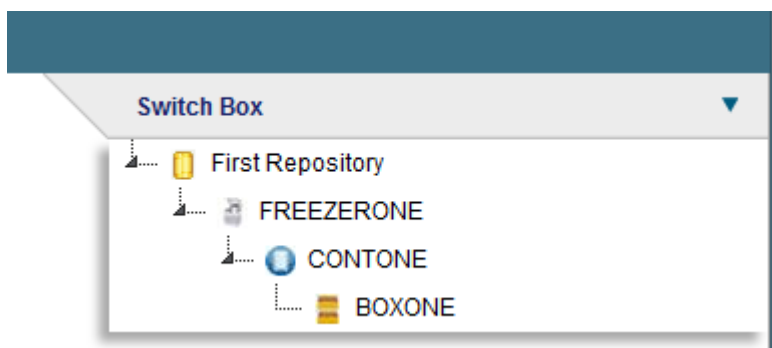 Switch Box
First Repository
FREEZERONE
CONTONE
BOXONE